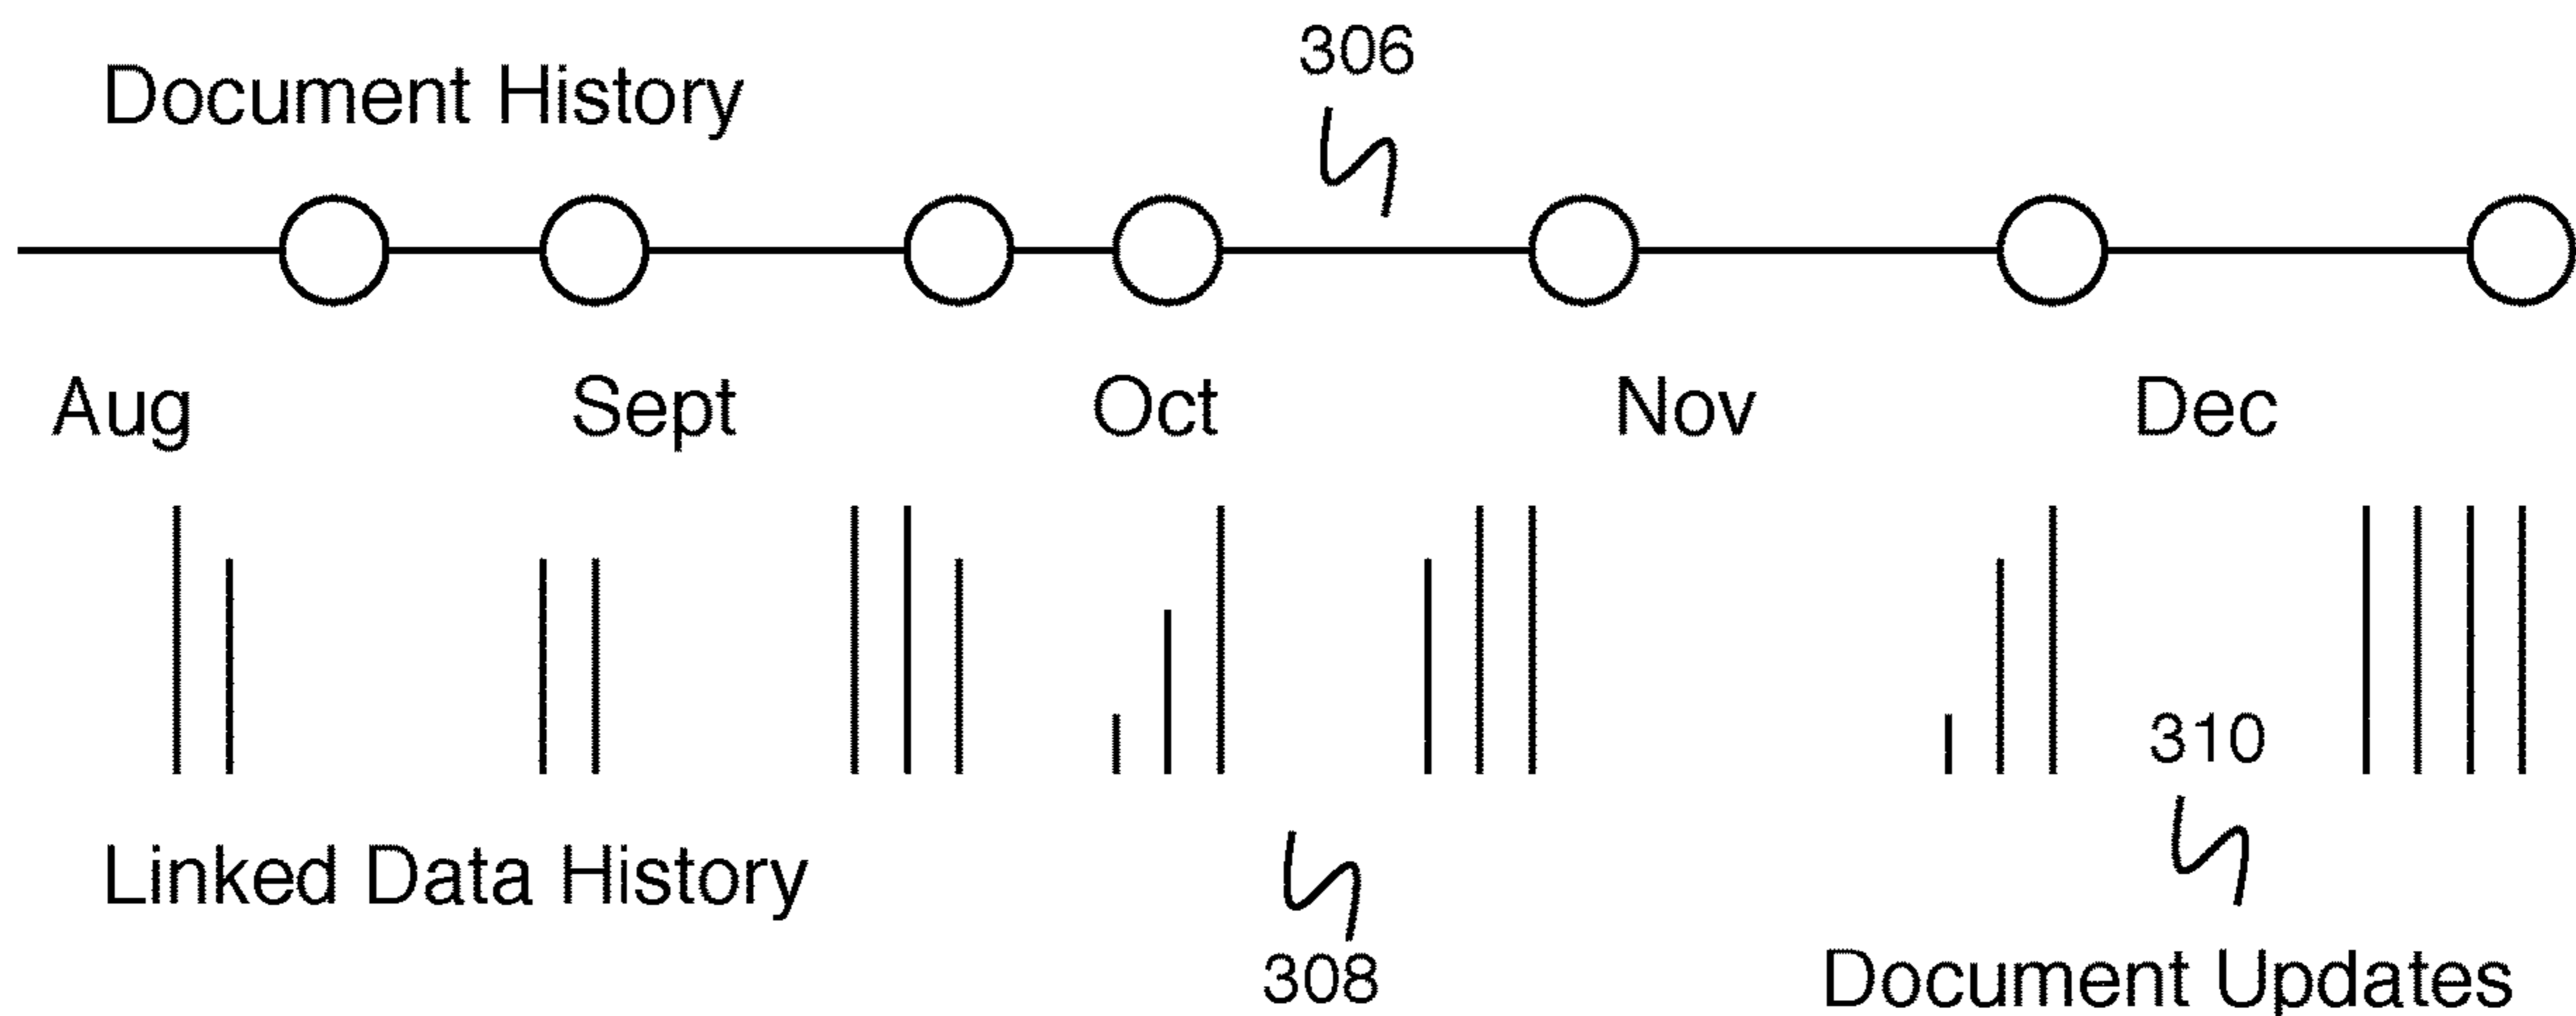 306
Document History
Aug Sept Oct Nov Dec
310
Linked Data History
308
Document Updates